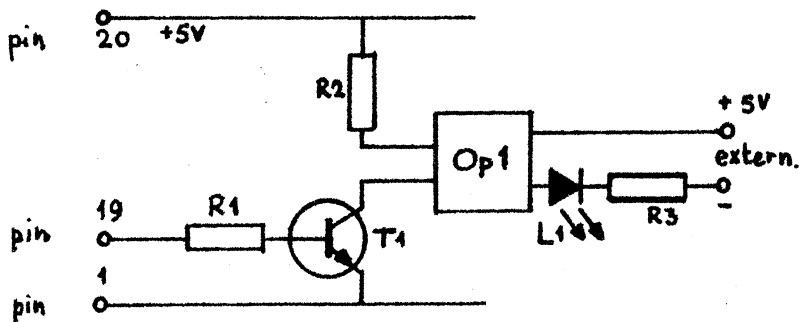 pin 20 +5V
R2
+ 5V
Op1
extern.
-
L1
R3
pin 19
R1
T1
pin 1